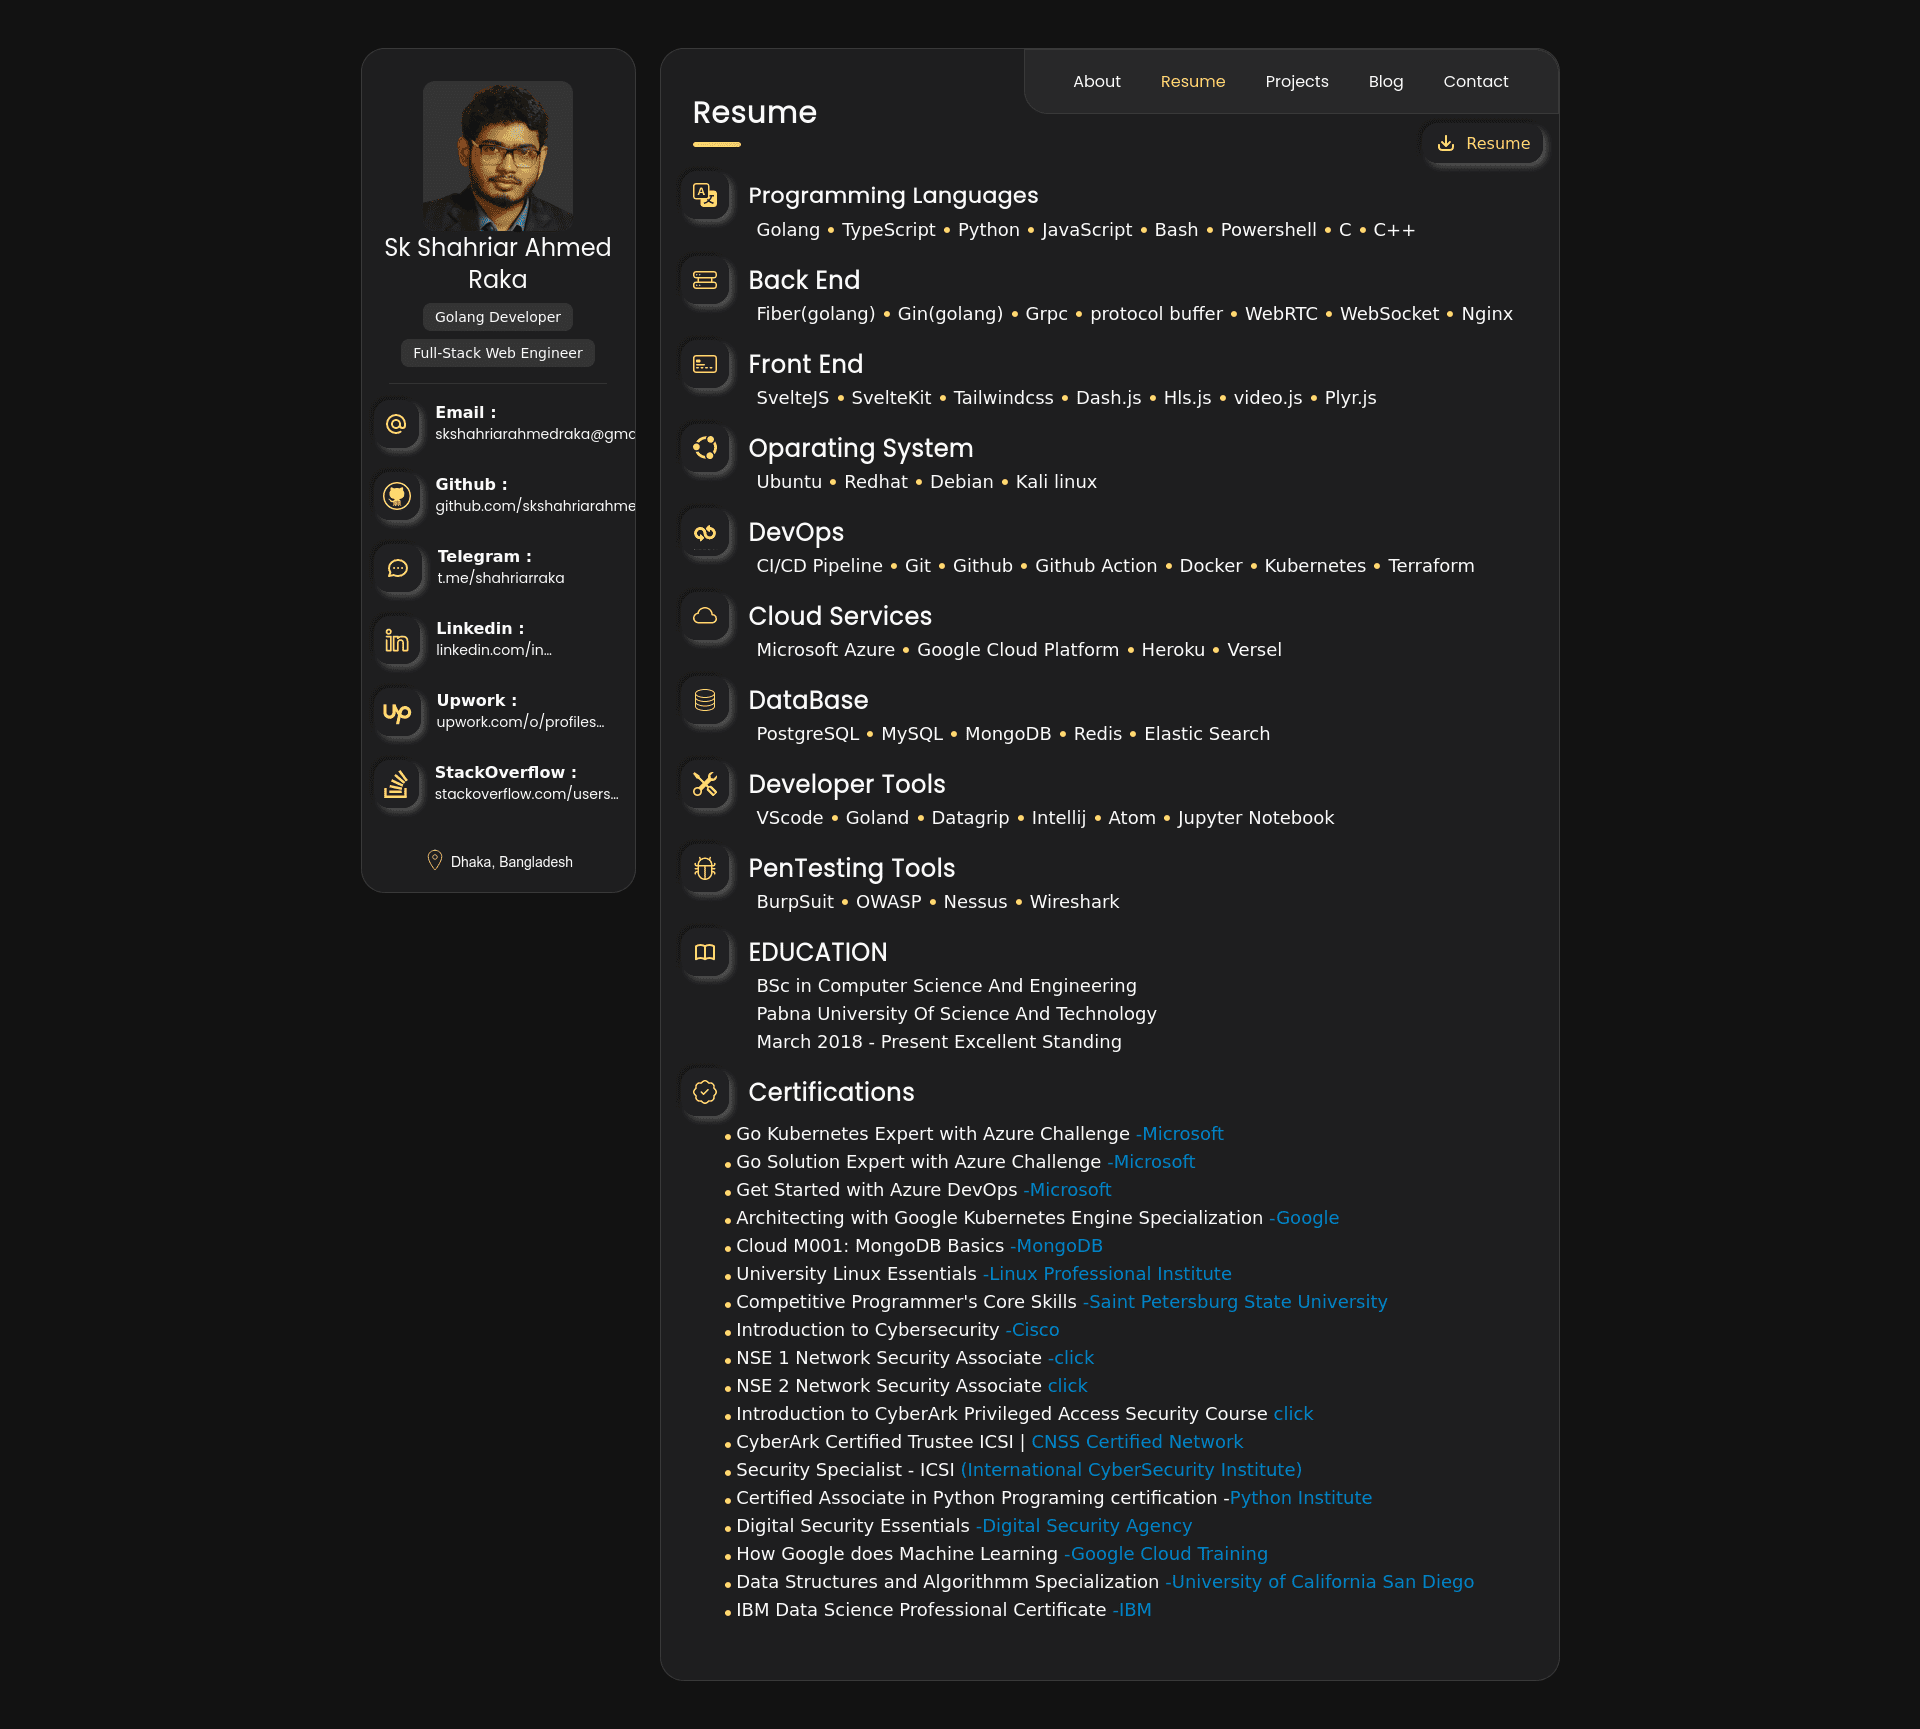 Sk Shahriar Ahmed
Raka
Golang Developer
Full-Stack Web Engineer
Email :
skshahriarahmedraka@gma
Github :
github.com/skshahriarahme
Telegram :
t.me/shahriarraka
Linkedin :
linkedin.com/in...
Upwork :
upwork.com/o/profiles...
StackOverflow :
stackoverflow.com/users...
Dhaka, Bangladesh
About Resume Projects Blog Contact
Resume
Resume
Programming Languages
Golang • TypeScript • Python • JavaScript • Bash • Powershell • C • C++
Back End
Fiber(golang) • Gin(golang) • Grpc • protocol buffer • WebRTC • WebSocket • Nginx
Front End
SvelteJS • SvelteKit • Tailwindcss • Dash.js • Hls.js • video.js • Plyr.js
Oparating System
Ubuntu • Redhat • Debian • Kali linux
DevOps
CI/CD Pipeline • Git • Github • Github Action • Docker • Kubernetes • Terraform
Cloud Services
Microsoft Azure • Google Cloud Platform • Heroku • Versel
DataBase
PostgreSQL • MySQL • MongoDB • Redis • Elastic Search
Developer Tools
VScode • Goland • Datagrip • Intellij • Atom • Jupyter Notebook
PenTesting Tools
BurpSuit • OWASP • Nessus • Wireshark
EDUCATION
BSc in Computer Science And Engineering
Pabna University Of Science And Technology
March 2018 - Present Excellent Standing
Certifications
• Go Kubernetes Expert with Azure Challenge -Microsoft
• Go Solution Expert with Azure Challenge -Microsoft
• Get Started with Azure DevOps -Microsoft
• Architecting with Google Kubernetes Engine Specialization -Google
• Cloud M001: MongoDB Basics -MongoDB
• University Linux Essentials -Linux Professional Institute
• Competitive Programmer's Core Skills -Saint Petersburg State University
• Introduction to Cybersecurity -Cisco
• NSE 1 Network Security Associate -click
• NSE 2 Network Security Associate click
• Introduction to CyberArk Privileged Access Security Course click
• CyberArk Certified Trustee ICSI | CNSS Certified Network
• Security Specialist - ICSI (International CyberSecurity Institute)
• Certified Associate in Python Programing certification -Python Institute
• Digital Security Essentials -Digital Security Agency
• How Google does Machine Learning -Google Cloud Training
• Data Structures and Algorithmm Specialization -University of California San Diego
• IBM Data Science Professional Certificate -IBM